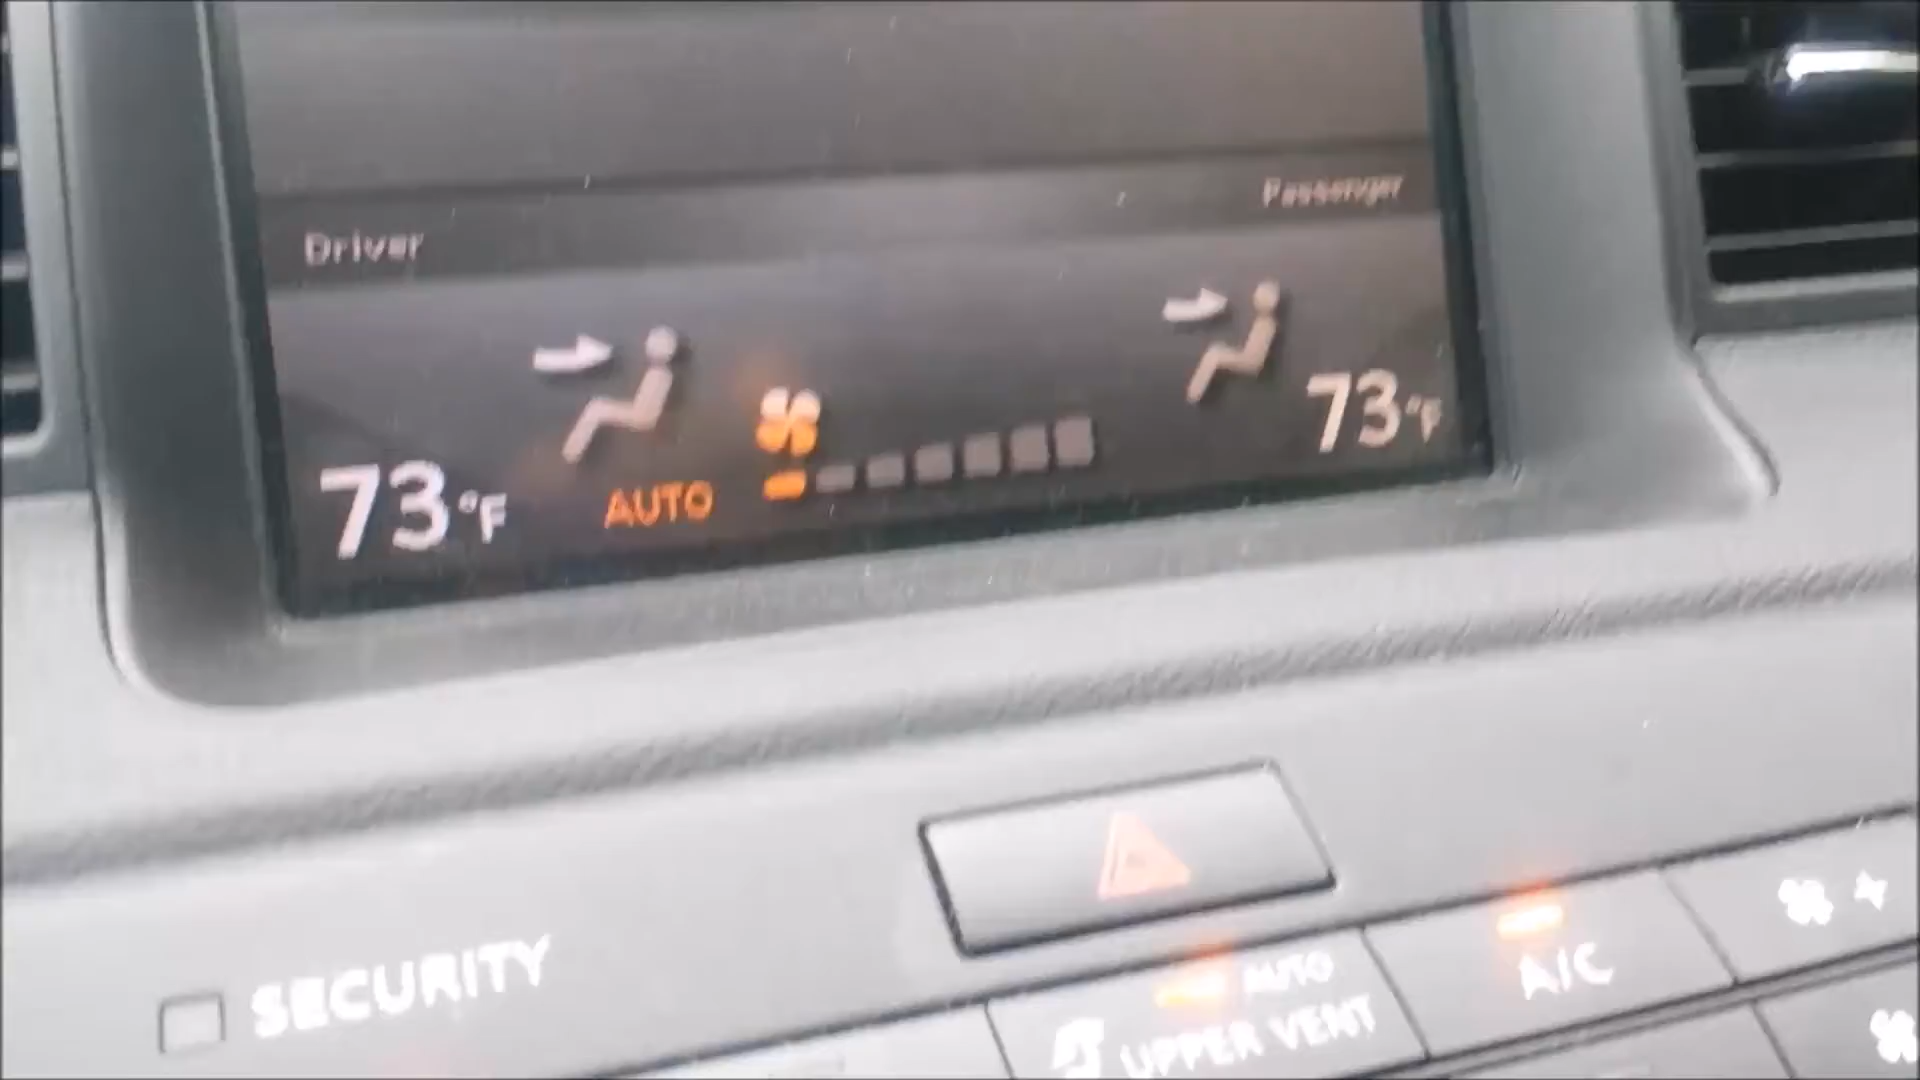 Driver
Passenger
73°F
AUTO
73°F
SECURITY
AUTO
UPPER VENT
A/C